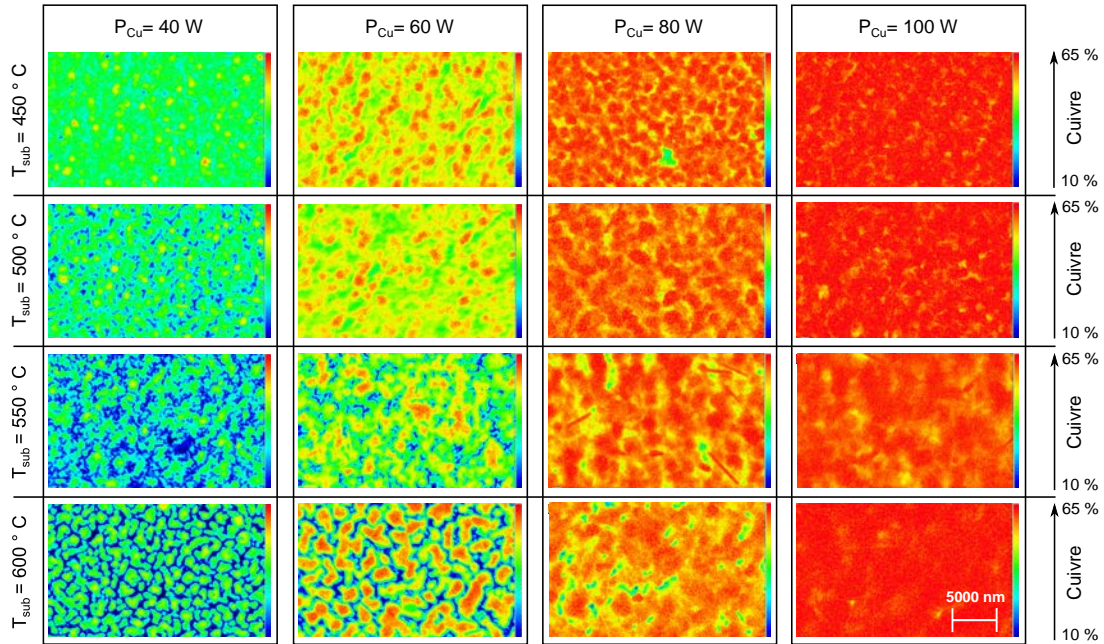 P_Cu= 40 W
P_Cu= 60 W
P_Cu= 80 W
P_Cu= 100 W
T_sub = 450 ° C
65 %
Cuivre
10 %
T_sub = 500 ° C
65 %
Cuivre
10 %
T_sub = 550 ° C
65 %
Cuivre
10 %
T_sub = 600 ° C
5000 nm
65 %
Cuivre
10 %